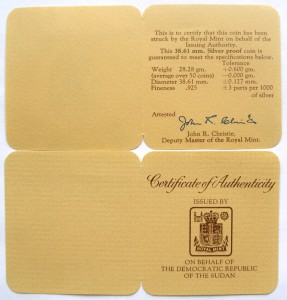 This is to certify that this coin has been
struck by the Royal Mint on behalf of the
Issuing Authority.
This 38.61 mm. Silver proof coin is
guaranteed to meet the specifications below.
Tolerance
Weight 28.28 gm. +0.600 gm.
(average over 50 coins) —0.000 gm.
Diameter 38.61 mm. ±0.127 mm.
Fineness .925 ±3 parts per 1000
of silver
Attested
John R. Christie
John R. Christie,
Deputy Master of the Royal Mint.
Certificate of Authenticity
ISSUED BY
ROYAL MINT
ON BEHALF OF
THE DEMOCRATIC REPUBLIC
OF THE SUDAN